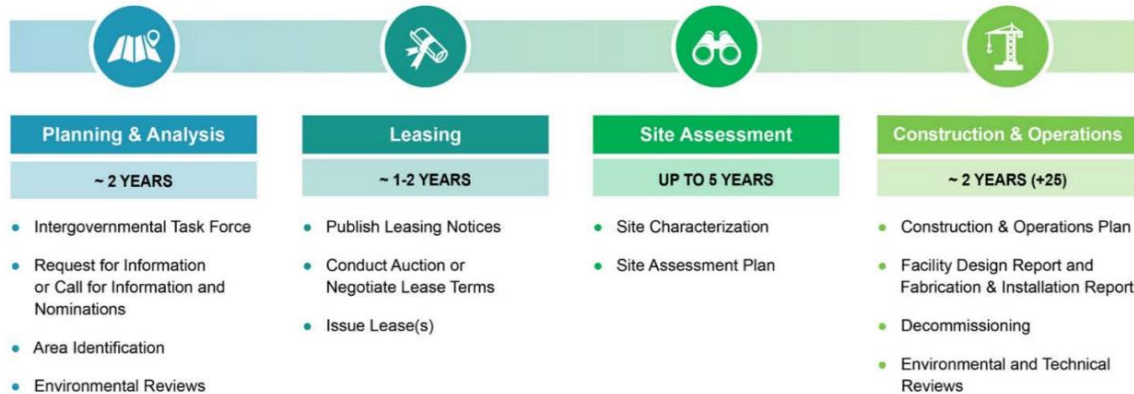 Planning & Analysis
~ 2 YEARS
Intergovernmental Task Force
Request for Information
or Call for Information and
Nominations
Area Identification
Environmental Reviews
Leasing
~ 1-2 YEARS
Publish Leasing Notices
Conduct Auction or
Negotiate Lease Terms
Issue Lease(s)
Site Assessment
UP TO 5 YEARS
Site Characterization
Site Assessment Plan
Construction & Operations
~ 2 YEARS (+25)
Construction & Operations Plan
Facility Design Report and
Fabrication & Installation Report
Decommissioning
Environmental and Technical
Reviews